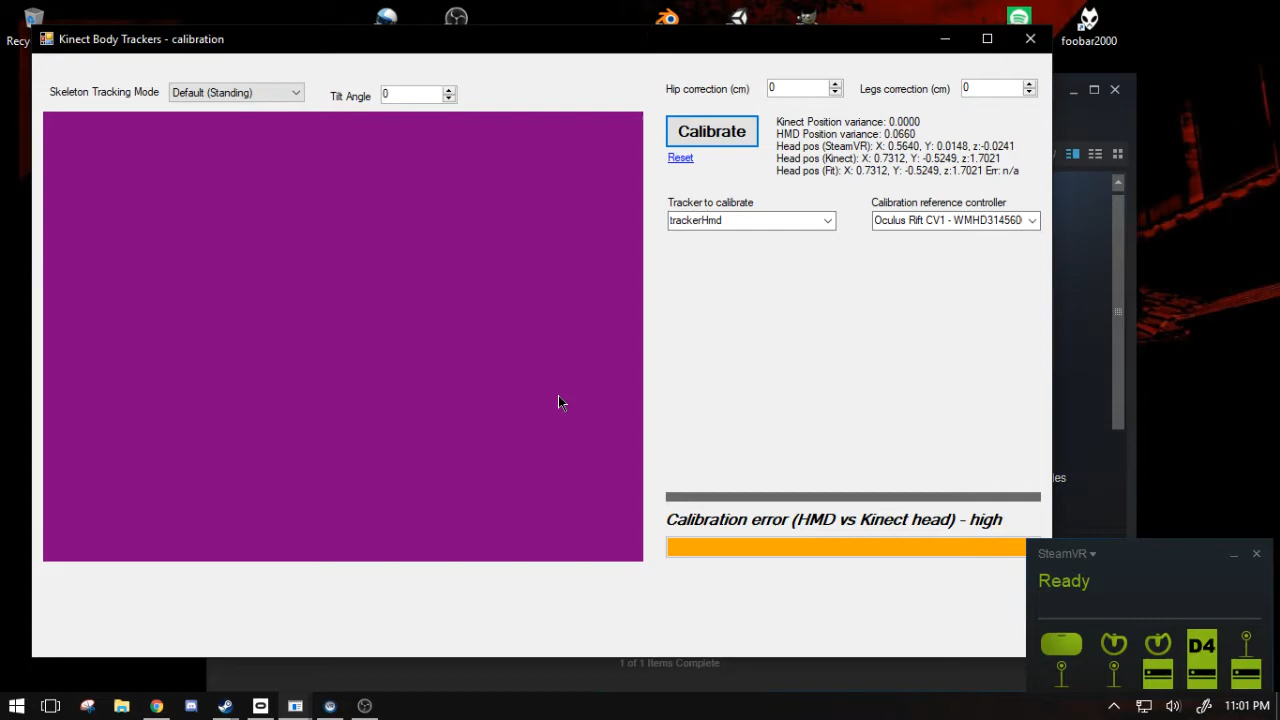 Recy
foobar2000
Kinect Body Trackers - calibration
Skeleton Tracking Mode
Default (Standing)
Tilt Angle
0
Hip correction (cm)
0
Legs correction (cm)
0
Calibrate
Reset
Kinect Position variance: 0.0000
HMD Position variance: 0.0660
Head pos (SteamVR): X: 0.5640, Y: 0.0148, z:-0.0241
Head pos (Kinect): X: 0.7312, Y: -0.5249, z:1.7021
Head pos (Fit): X: 0.7312, Y: -0.5249, z:1.7021 Err: n/a
Tracker to calibrate
trackerHmd
Calibration reference controller
Oculus Rift CV1 - WMHD314560
les
Calibration error (HMD vs Kinect head) - high
SteamVR
Ready
D4
1 of 1 Items Complete
11:01 PM